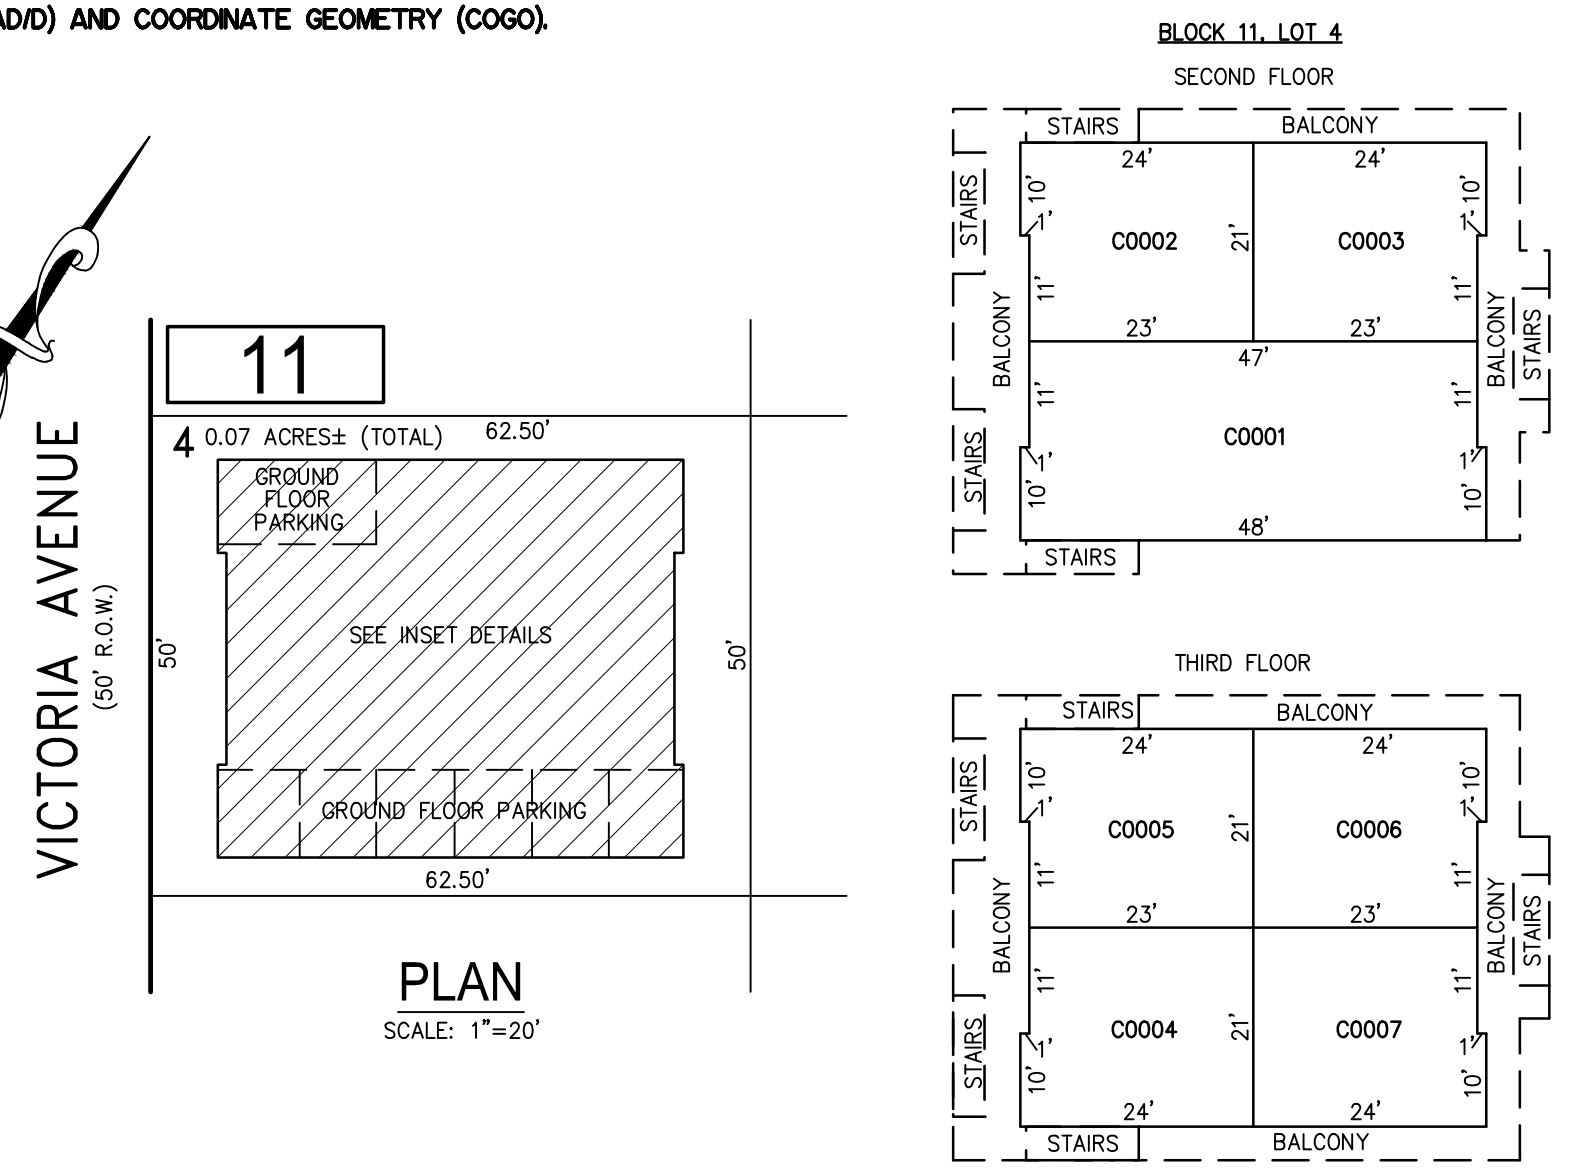 AD/D) AND COORDINATE GEOMETRY (COGO).
VICTORIA AVENUE
(50' R.O.W.)
11
4 0.07 ACRES± (TOTAL) 62.50'
GROUND
FLOOR
PARKING
SEE INSET DETAILS
50'
50'
GROUND FLOOR PARKING
62.50'
PLAN
SCALE: 1"=20'
BLOCK 11, LOT 4
SECOND FLOOR
STAIRS BALCONY
24' 24'
STAIRS 10' 10'
1' 1'
C0002 21' C0003
11' 11'
23' 23'
BALCONY BALCONY STAIRS
47'
11' 11'
C0001
STAIRS 1' 1'
10' 10'
48'
STAIRS
THIRD FLOOR
STAIRS BALCONY
24' 24'
STAIRS 10' 10'
1' 1'
C0005 21' C0006
11' 11'
23' 23'
BALCONY BALCONY STAIRS
11' 11'
C0004 21' C0007
STAIRS 1' 1'
10' 10'
24' 24'
STAIRS BALCONY